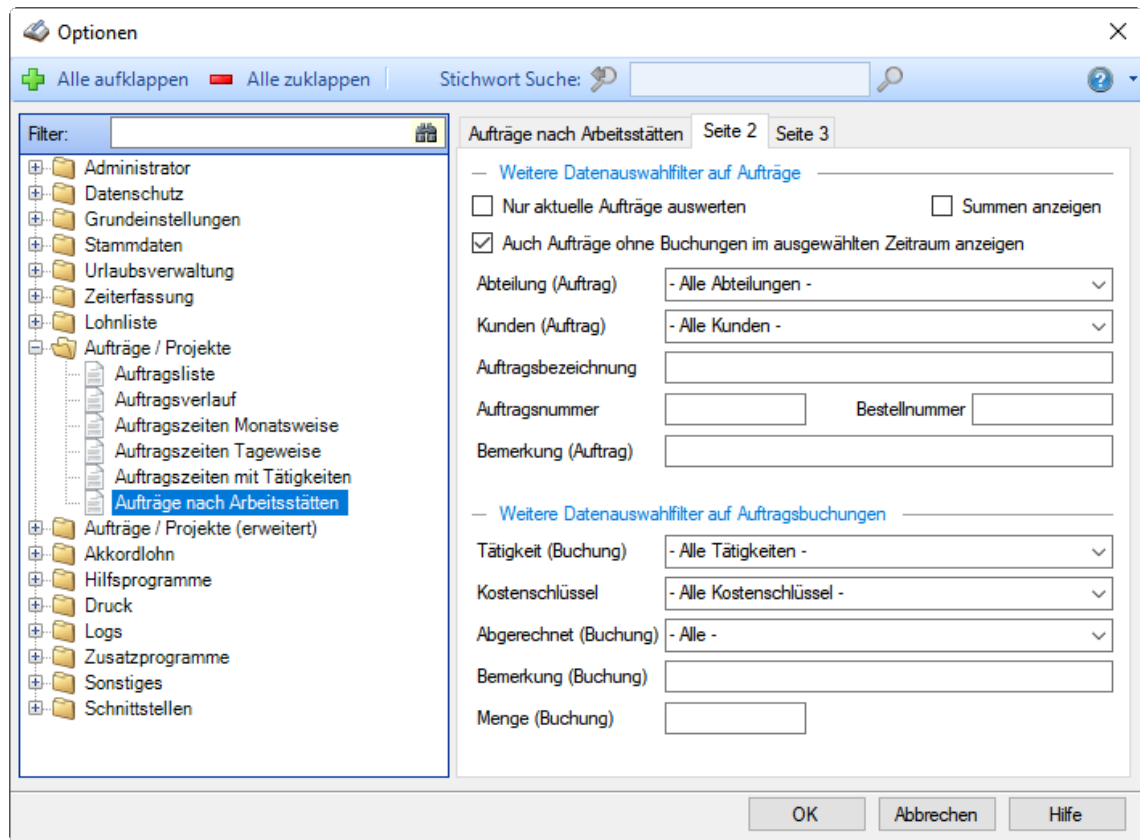 Optionen
Alle aufklappen Alle zuklappen Stichwort Suche:
Filter:
Administrator
Datenschutz
Grundeinstellungen
Stammdaten
Urlaubsverwaltung
Zeiterfassung
Lohnliste
Aufträge / Projekte
Auftragsliste
Auftragsverlauf
Auftragszeiten Monatsweise
Auftragszeiten Tageweise
Auftragszeiten mit Tätigkeiten
Aufträge nach Arbeitsstätten
Aufträge / Projekte (erweitert)
Akkordlohn
Hilfsprogramme
Druck
Logs
Zusatzprogramme
Sonstiges
Schnittstellen
Aufträge nach Arbeitsstätten Seite 2 Seite 3
Weitere Datenauswahlfilter auf Aufträge
Nur aktuelle Aufträge auswerten Summen anzeigen
Auch Aufträge ohne Buchungen im ausgewählten Zeitraum anzeigen
Abteilung (Auftrag) - Alle Abteilungen -
Kunden (Auftrag) - Alle Kunden -
Auftragsbezeichnung
Auftragsnummer Bestellnummer
Bemerkung (Auftrag)
Weitere Datenauswahlfilter auf Auftragsbuchungen
Tätigkeit (Buchung) - Alle Tätigkeiten -
Kostenschlüssel - Alle Kostenschlüssel -
Abgerechnet (Buchung) - Alle -
Bemerkung (Buchung)
Menge (Buchung)
OK Abbrechen Hilfe